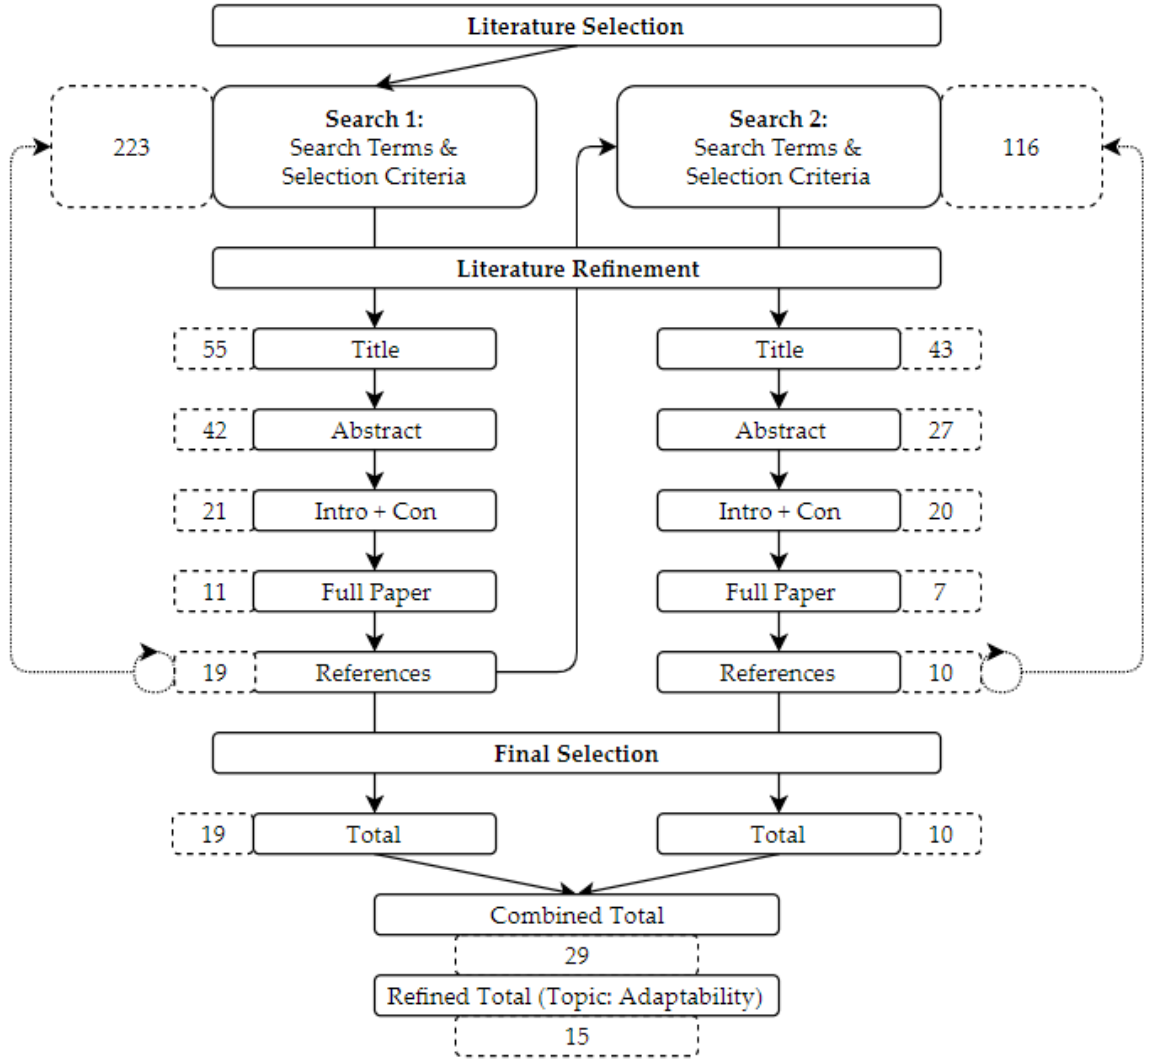 Literature Selection
223
Search 1:
Search Terms &
Selection Criteria
Search 2:
Search Terms &
Selection Criteria
116
Literature Refinement
55 Title
Title 43
42 Abstract
Abstract 27
21 Intro + Con
Intro + Con 20
11 Full Paper
Full Paper 7
19 References
References 10
Final Selection
19 Total
Total 10
Combined Total
29
Refined Total (Topic: Adaptability)
15